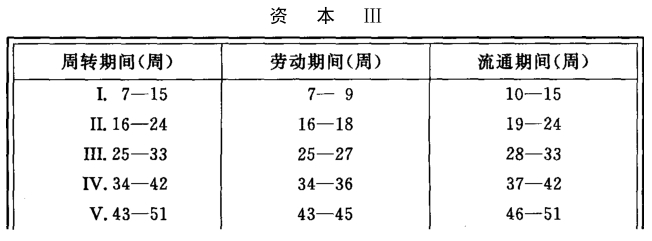 资 本 III
周转期间(周) 劳动期间(周) 流通期间(周)
I. 7—15 7— 9 10—15
II. 16—24 16—18 19—24
III. 25—33 25—27 28—33
IV. 34—42 34—36 37—42
V. 43—51 43—45 46—51